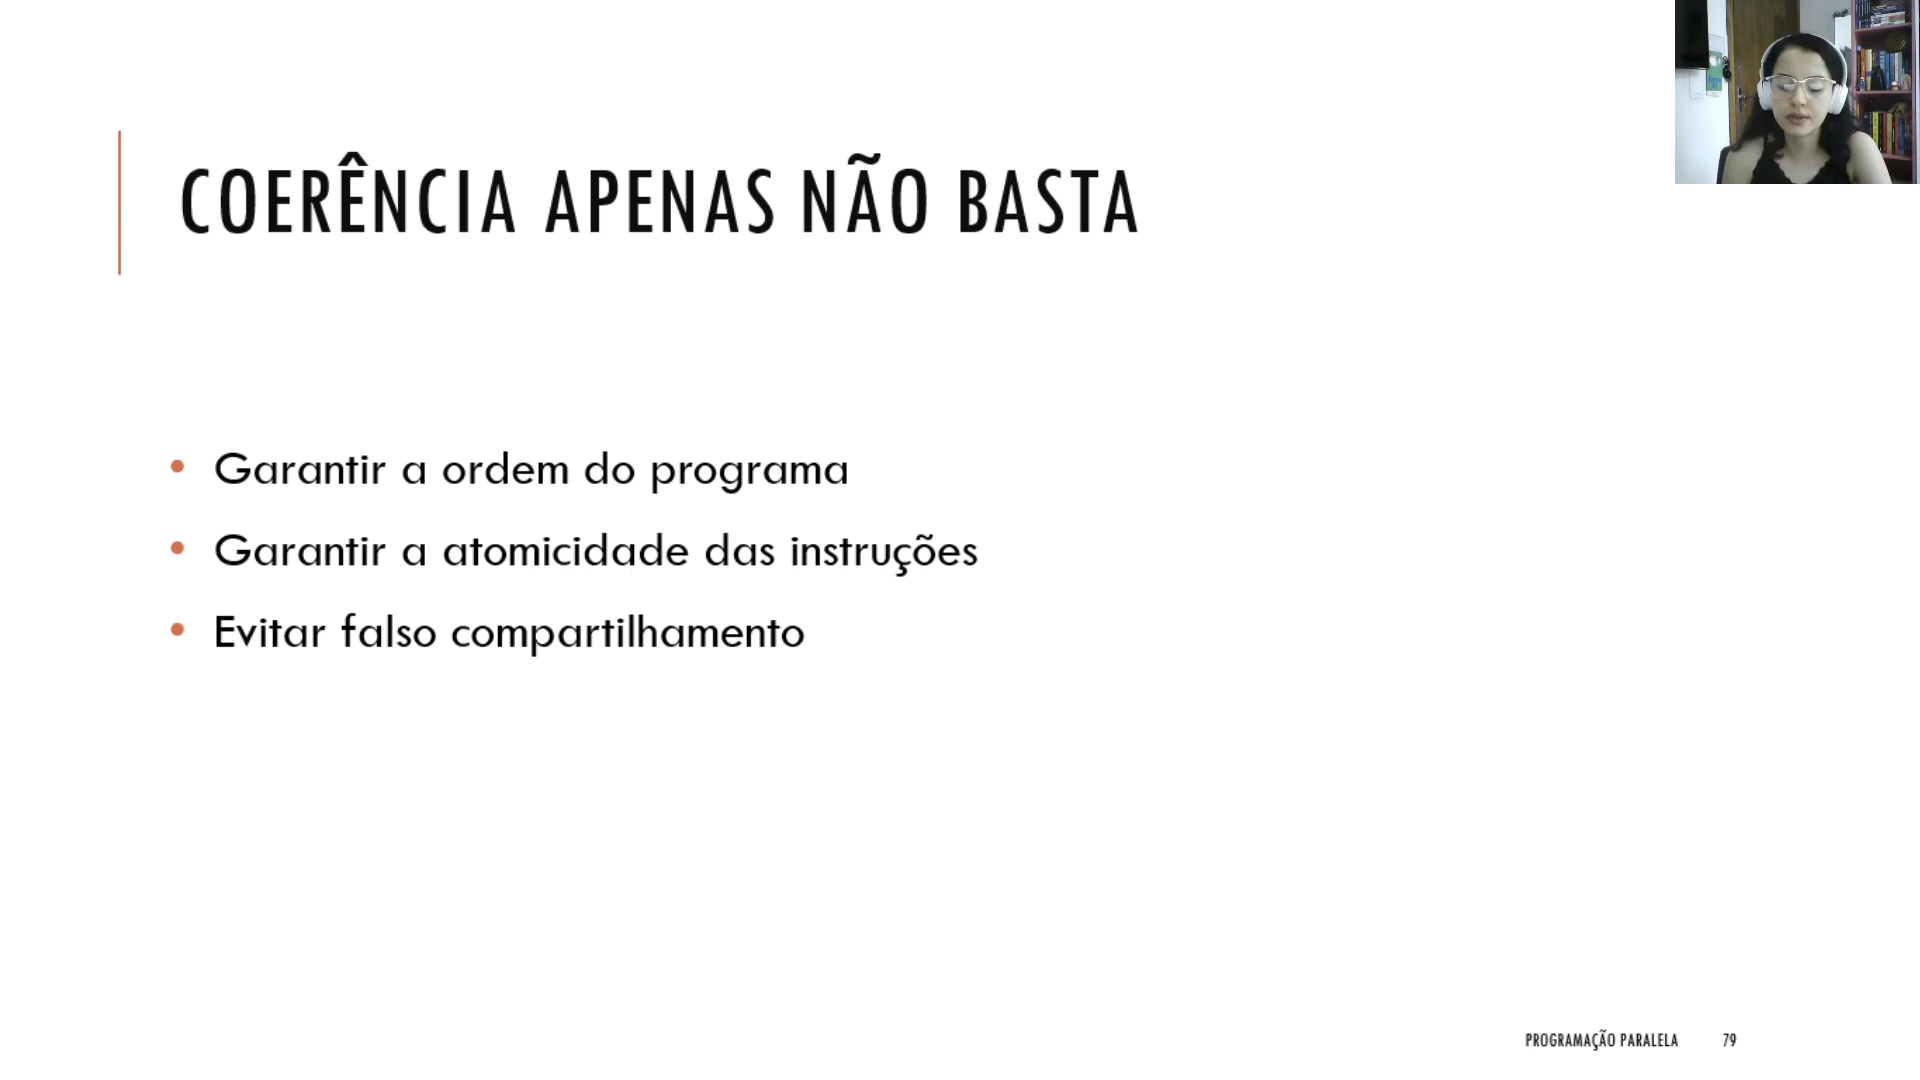 COERÊNCIA APENAS NÃO BASTA
• Garantir a ordem do programa
• Garantir a atomicidade das instruções
• Evitar falso compartilhamento
PROGRAMAÇÃO PARALELA 79